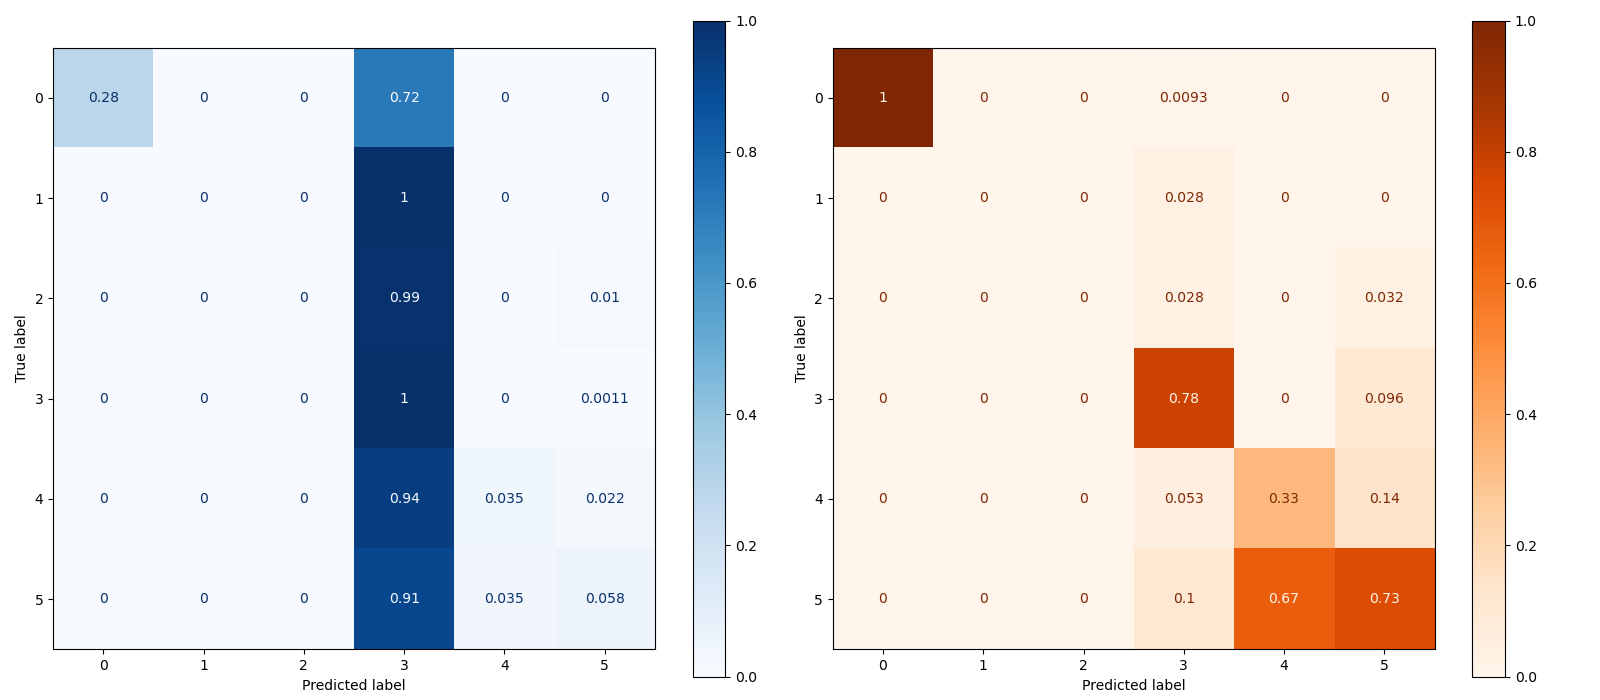 0 0.28 0 0 0.72 0 0
1 0 0 0 1 0 0
2 0 0 0 0.99 0 0.01
3 0 0 0 1 0 0.0011
4 0 0 0 0.94 0.035 0.022
5 0 0 0 0.91 0.035 0.058
0 1 2 3 4 5
True label
Predicted label
1.0
0.8
0.6
0.4
0.2
0.0
0 1 0 0 0.0093 0 0
1 0 0 0 0.028 0 0
2 0 0 0 0.028 0 0.032
3 0 0 0 0.78 0 0.096
4 0 0 0 0.053 0.33 0.14
5 0 0 0 0.1 0.67 0.73
0 1 2 3 4 5
True label
Predicted label
1.0
0.8
0.6
0.4
0.2
0.0